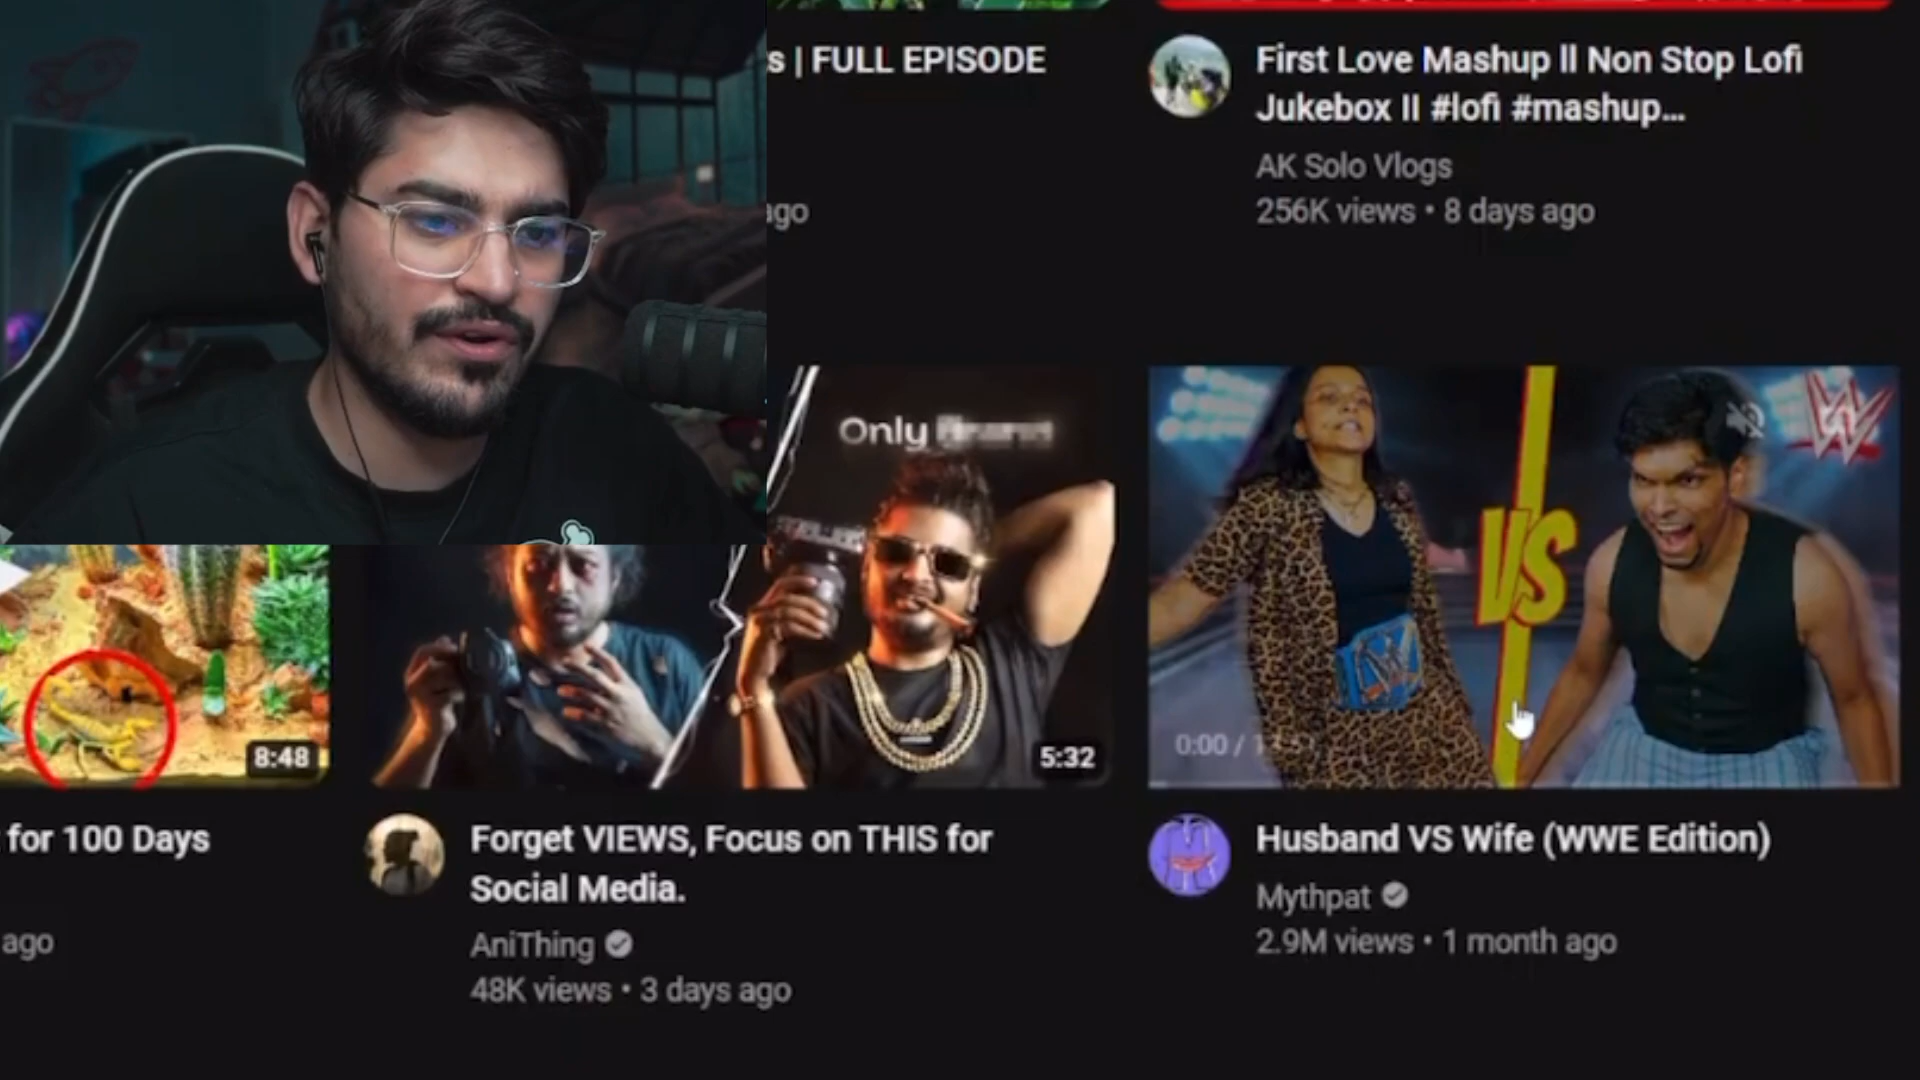 s | FULL EPISODE
ago
First Love Mashup ll Non Stop Lofi
Jukebox II #lofi #mashup...
AK Solo Vlogs
256K views • 8 days ago
Only
VS
W
W
0:00 /
8:48
5:32
for 100 Days
ago
Forget VIEWS, Focus on THIS for
Social Media.
AniThing
48K views • 3 days ago
Husband VS Wife (WWE Edition)
Mythpat
2.9M views • 1 month ago